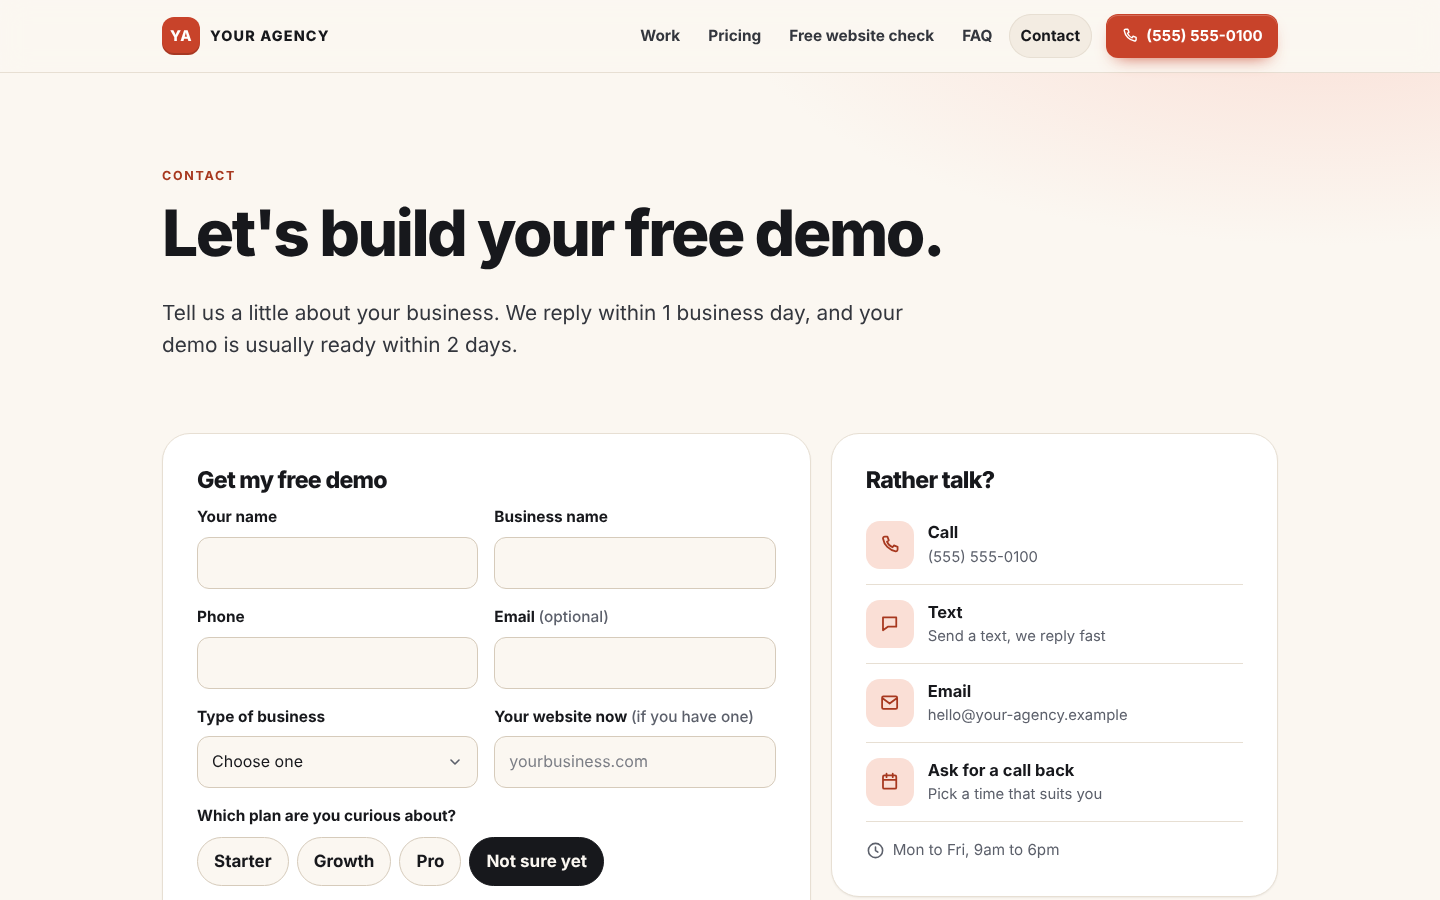 YA YOUR AGENCY
Work Pricing Free website check FAQ Contact (555) 555-0100
CONTACT
Let's build your free demo.
Tell us a little about your business. We reply within 1 business day, and your
demo is usually ready within 2 days.
Get my free demo
Your name Business name
Phone Email (optional)
Type of business Your website now (if you have one)
Choose one yourbusiness.com
Which plan are you curious about?
Starter Growth Pro Not sure yet
Rather talk?
Call
(555) 555-0100
Text
Send a text, we reply fast
Email
hello@your-agency.example
Ask for a call back
Pick a time that suits you
Mon to Fri, 9am to 6pm